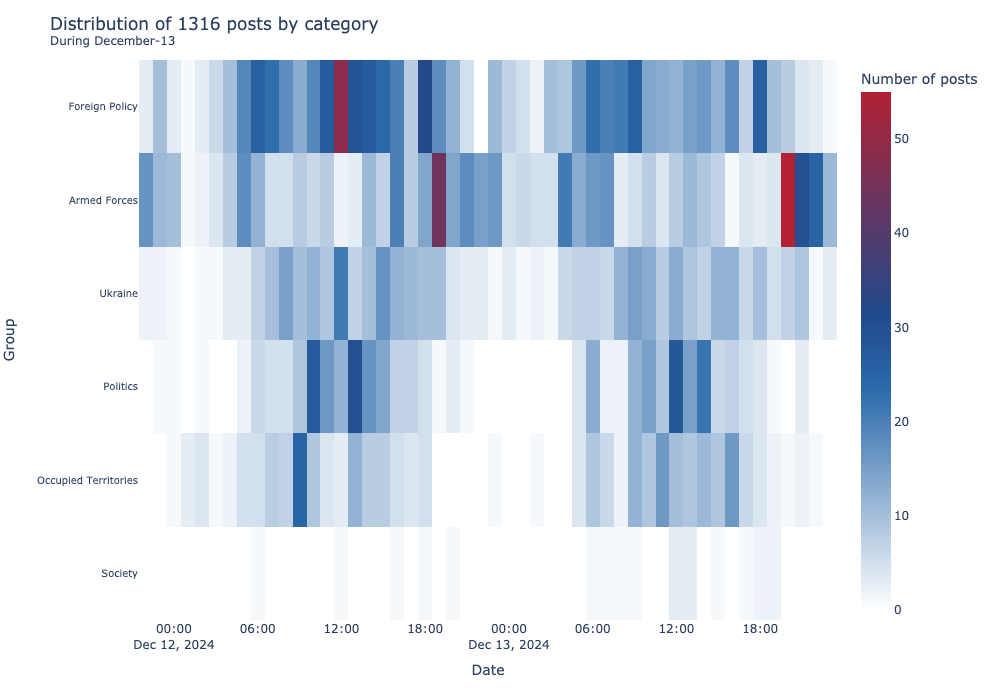 Distribution of 1316 posts by category
During December-13
Number of posts
Foreign Policy
Armed Forces
Ukraine
Politics
Occupied Territories
Society
Group
50
40
30
20
10
0
00:00 06:00 12:00 18:00 00:00 06:00 12:00 18:00
Dec 12, 2024 Dec 13, 2024
Date